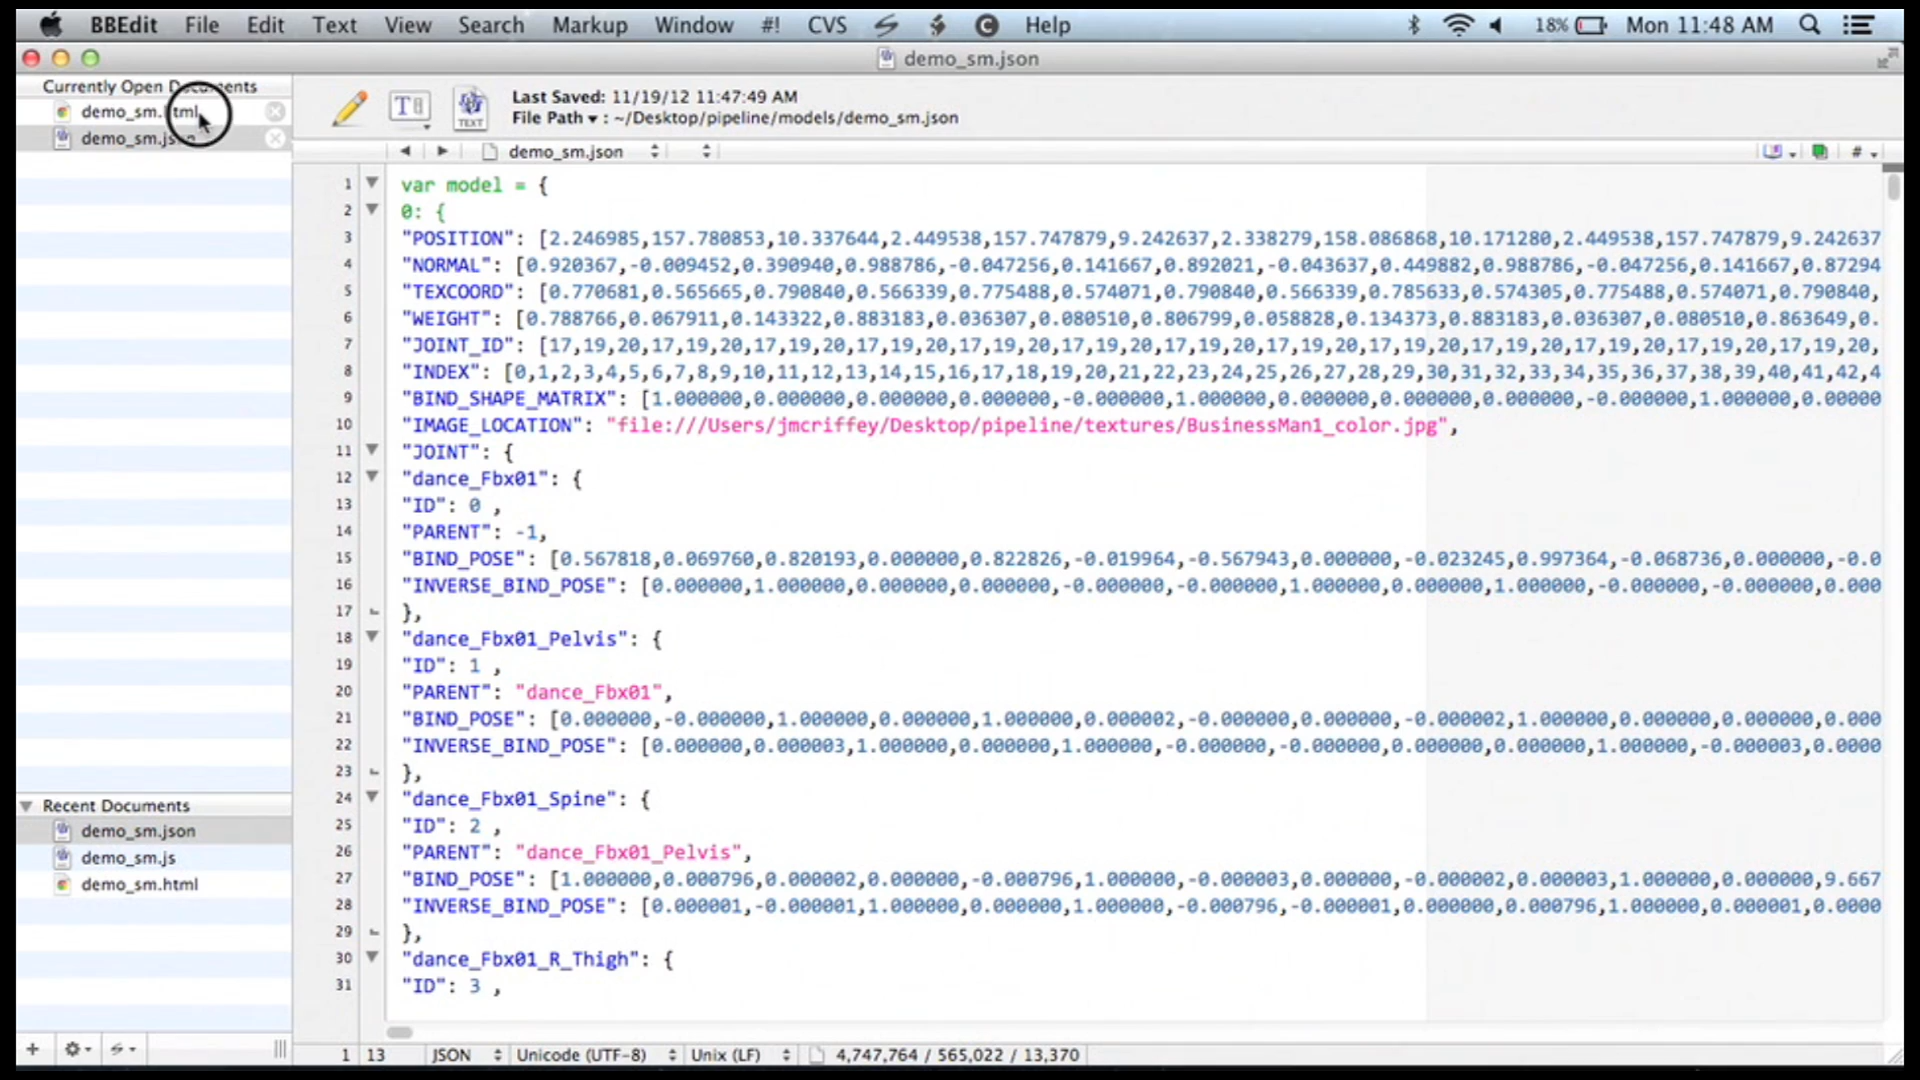 BBEdit File Edit Text View Search Markup Window #! CVS Help 18% Mon 11:48 AM
demo_sm.json
Currently Open Documents
demo_sm.html
demo_sm.json
Last Saved: 11/19/12 11:47:49 AM
File Path ▾ : ~/Desktop/pipeline/models/demo_sm.json
demo_sm.json
#
1 var model = {
2 0: {
3 "POSITION": [2.246985,157.780853,10.337644,2.449538,157.747879,9.242637,2.338279,158.086868,10.171280,2.449538,157.747879,9.242637
4 "NORMAL": [0.920367,-0.009452,0.390940,0.988786,-0.047256,0.141667,0.892021,-0.043637,0.449882,0.988786,-0.047256,0.141667,0.87294
5 "TEXCOORD": [0.770681,0.565665,0.790840,0.566339,0.775488,0.574071,0.790840,0.566339,0.785633,0.574305,0.775488,0.574071,0.790840,
6 "WEIGHT": [0.788766,0.067911,0.143322,0.883183,0.036307,0.080510,0.806799,0.058828,0.134373,0.883183,0.036307,0.080510,0.863649,0.
7 "JOINT_ID": [17,19,20,17,19,20,17,19,20,17,19,20,17,19,20,17,19,20,17,19,20,17,19,20,17,19,20,17,19,20,17,19,20,17,19,20,17,19,20,
8 "INDEX": [0,1,2,3,4,5,6,7,8,9,10,11,12,13,14,15,16,17,18,19,20,21,22,23,24,25,26,27,28,29,30,31,32,33,34,35,36,37,38,39,40,41,42,4
9 "BIND_SHAPE_MATRIX": [1.000000,0.000000,0.000000,0.000000,-0.000000,1.000000,0.000000,0.000000,0.000000,-0.000000,1.000000,0.00000
10 "IMAGE_LOCATION": "file:///Users/jmcriffey/Desktop/pipeline/textures/BusinessMan1_color.jpg",
11 "JOINT": {
12 "dance_Fbx01": {
13 "ID": 0 ,
14 "PARENT": -1,
15 "BIND_POSE": [0.567818,0.069760,0.820193,0.000000,0.822826,-0.019964,-0.567943,0.000000,-0.023245,0.997364,-0.068736,0.000000,-0.0
16 "INVERSE_BIND_POSE": [0.000000,1.000000,0.000000,0.000000,-0.000000,-0.000000,1.000000,0.000000,1.000000,-0.000000,-0.000000,0.000
17 },
18 "dance_Fbx01_Pelvis": {
19 "ID": 1 ,
20 "PARENT": "dance_Fbx01",
21 "BIND_POSE": [0.000000,-0.000000,1.000000,0.000000,1.000000,0.000002,-0.000000,0.000000,-0.000002,1.000000,0.000000,0.000
22 "INVERSE_BIND_POSE": [0.000000,0.000003,1.000000,0.000000,1.000000,-0.000000,-0.000000,0.000000,0.000000,1.000000,-0.000003,0.0000
23 },
24 "dance_Fbx01_Spine": {
25 "ID": 2 ,
26 "PARENT": "dance_Fbx01_Pelvis",
27 "BIND_POSE": [1.000000,0.000796,0.000002,0.000000,-0.000796,1.000000,-0.000003,0.000000,-0.000002,0.000003,1.000000,0.000000,9.667
28 "INVERSE_BIND_POSE": [0.000001,-0.000001,1.000000,0.000000,1.000000,-0.000796,-0.000001,0.000000,0.000796,1.000000,0.000001,0.0000
29 },
30 "dance_Fbx01_R_Thigh": {
31 "ID": 3 ,
Recent Documents
demo_sm.json
demo_sm.js
demo_sm.html
1 13 JSON Unicode (UTF-8) Unix (LF) 4,747,764 / 565,022 / 13,370